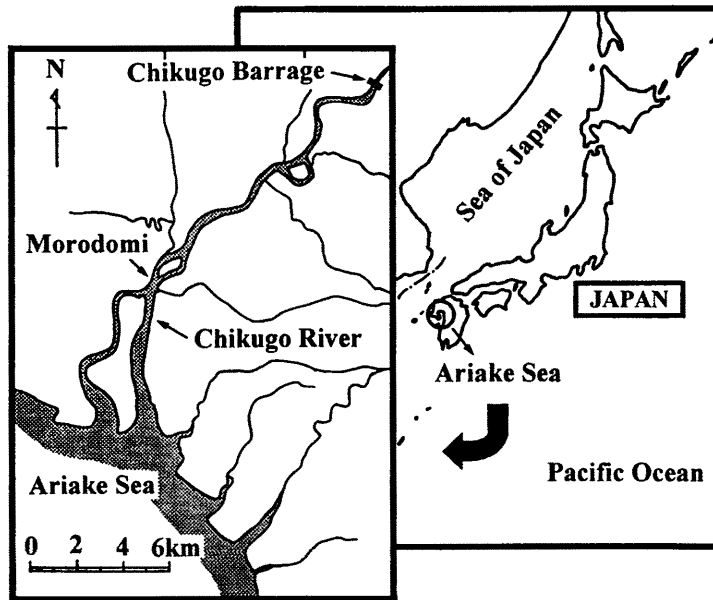 N
Chikugo Barrage
Morodomi
Chikugo River
Ariake Sea
0 2 4 6km
Sea of Japan
JAPAN
Ariake Sea
Pacific Ocean